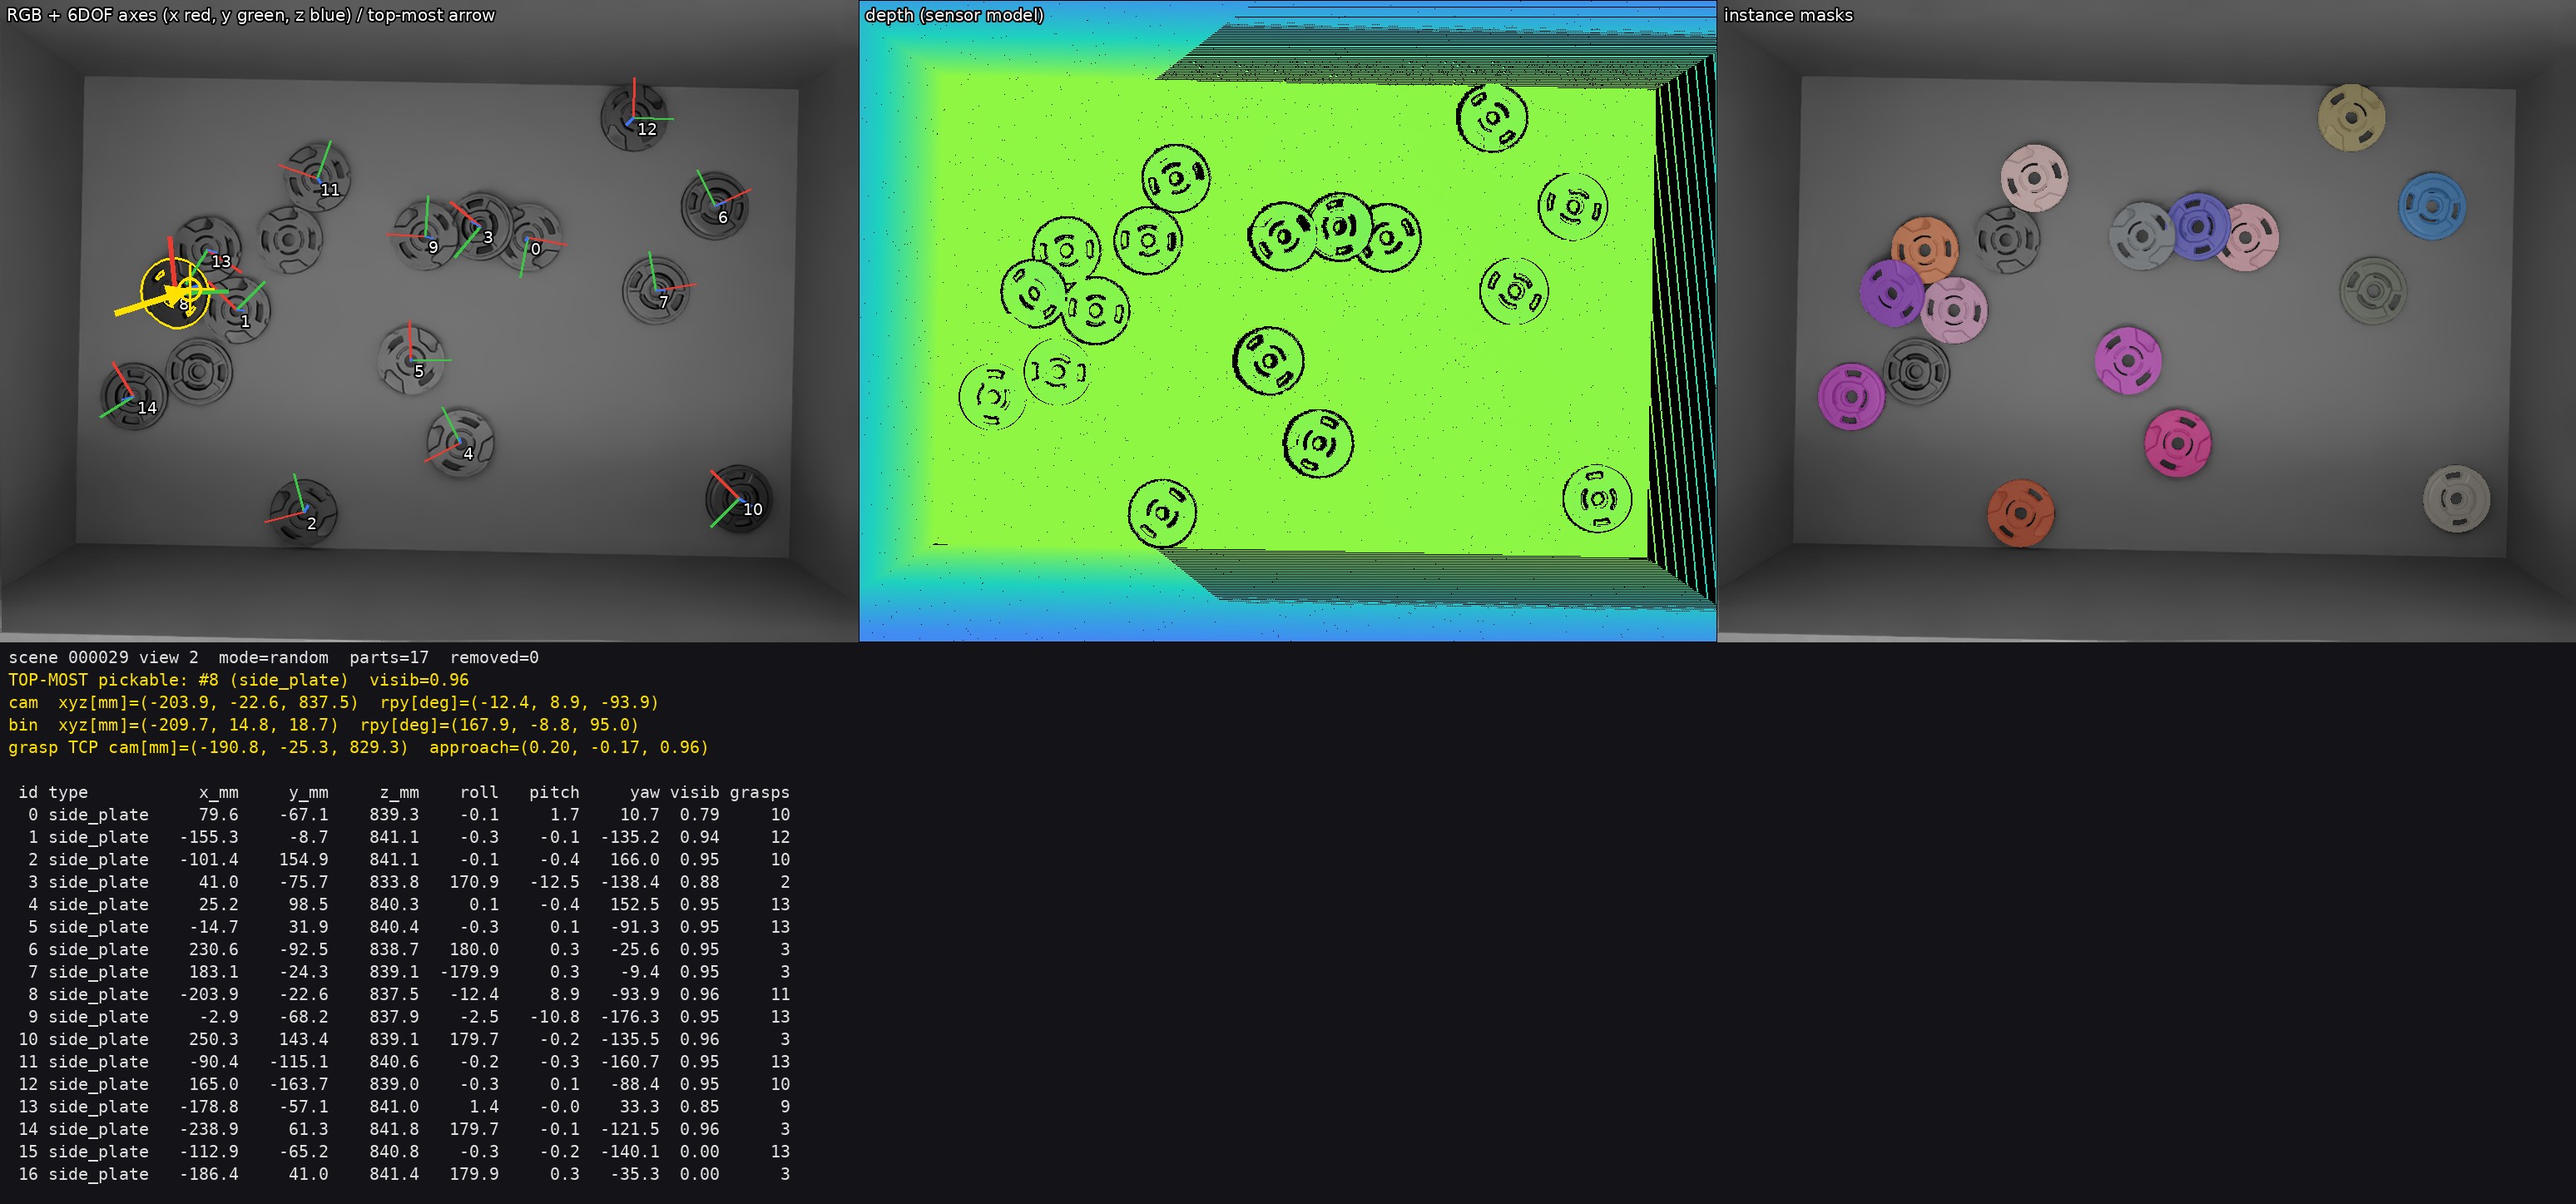 RGB + 6DOF axes (x red, y green, z blue) / top-most arrow
depth (sensor model)
instance masks
12
11
6
13
9
3
0
8
1
7
5
14
4
2
10
scene 000029 view 2  mode=random  parts=17  removed=0
TOP-MOST pickable: #8 (side_plate)  visib=0.96
cam  xyz[mm]=(-203.9, -22.6, 837.5)  rpy[deg]=(-12.4, 8.9, -93.9)
bin  xyz[mm]=(-209.7, 14.8, 18.7)  rpy[deg]=(167.9, -8.8, 95.0)
grasp TCP cam[mm]=(-190.8, -25.3, 829.3)  approach=(0.20, -0.17, 0.96)
id type x_mm y_mm z_mm roll pitch yaw visib grasps
0 side_plate 79.6 -67.1 839.3 -0.1 1.7 10.7 0.79 10
1 side_plate -155.3 -8.7 841.1 -0.3 -0.1 -135.2 0.94 12
2 side_plate -101.4 154.9 841.1 -0.1 -0.4 166.0 0.95 10
3 side_plate 41.0 -75.7 833.8 170.9 -12.5 -138.4 0.88 2
4 side_plate 25.2 98.5 840.3 0.1 -0.4 152.5 0.95 13
5 side_plate -14.7 31.9 840.4 -0.3 0.1 -91.3 0.95 13
6 side_plate 230.6 -92.5 838.7 180.0 0.3 -25.6 0.95 3
7 side_plate 183.1 -24.3 839.1 -179.9 0.3 -9.4 0.95 3
8 side_plate -203.9 -22.6 837.5 -12.4 8.9 -93.9 0.96 11
9 side_plate -2.9 -68.2 837.9 -2.5 -10.8 -176.3 0.95 13
10 side_plate 250.3 143.4 839.1 179.7 -0.2 -135.5 0.96 3
11 side_plate -90.4 -115.1 840.6 -0.2 -0.3 -160.7 0.95 13
12 side_plate 165.0 -163.7 839.0 -0.3 0.1 -88.4 0.95 10
13 side_plate -178.8 -57.1 841.0 1.4 -0.0 33.3 0.85 9
14 side_plate -238.9 61.3 841.8 179.7 -0.1 -121.5 0.96 3
15 side_plate -112.9 -65.2 840.8 -0.3 -0.2 -140.1 0.00 13
16 side_plate -186.4 41.0 841.4 179.9 0.3 -35.3 0.00 3